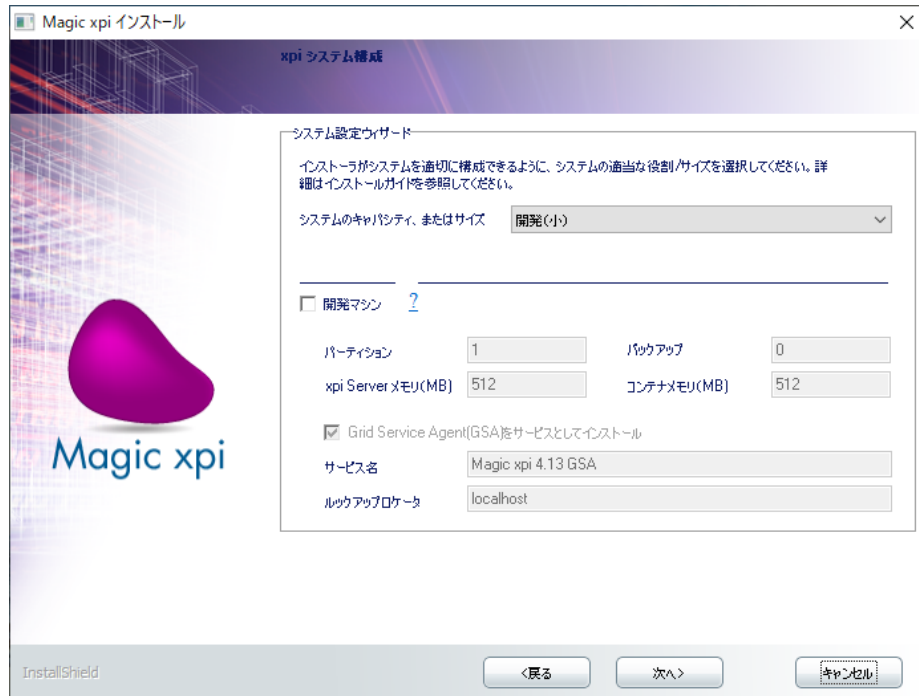 Magic xpi インストール
xpi システム構成
システム設定ウィザード
インストーラがシステムを適切に構成できるように、システムの適当な役割/サイズを選択してください。詳
細はインストールガイドを参照してください。
システムのキャパシティ、またはサイズ 開発(小)
開発マシン ?
パーティション 1 バックアップ 0
xpi Server メモリ(MB) 512 コンテナメモリ(MB) 512
Grid Service Agent(GSA)をサービスとしてインストール
サービス名 Magic xpi 4.13 GSA
ルックアップロケータ localhost
Magic xpi
InstallShield <戻る 次へ> キャンセル